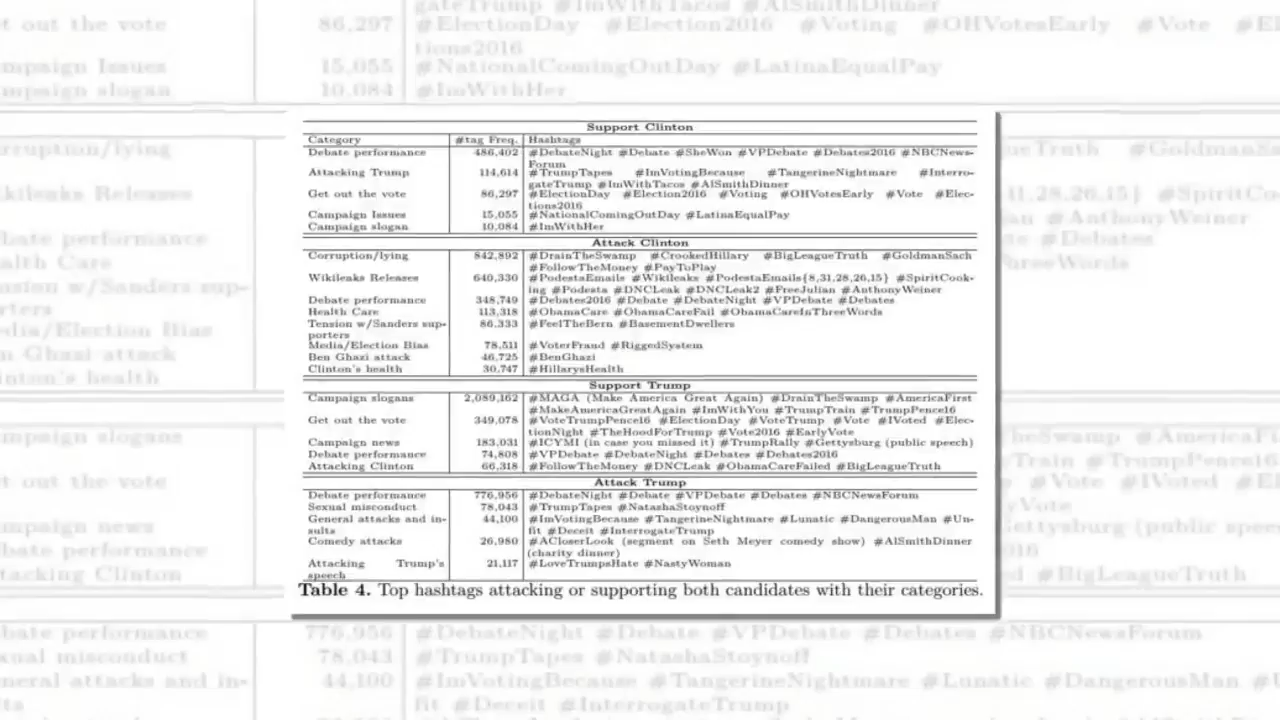 Support Clinton
Category #tag Freq. Hashtags
Debate performance 486,402 #DebateNight #Debate #SheWon #VPDebate #Debates2016 #NBCNews-
Forum
Attacking Trump 114,614 #TrumpTapes #ImVotingBecause #TangerineNightmare #Interro-
gateTrump #ImWithTacos #AlSmithDinner
Get out the vote 86,297 #ElectionDay #Election2016 #Voting #OHVotesEarly #Vote #Elec-
tions2016
Campaign Issues 15,055 #NationalComingOutDay #LatinaEqualPay
Campaign slogan 10,084 #ImWithHer
Attack Clinton
Corruption/lying 842,892 #DrainTheSwamp #CrookedHillary #BigLeagueTruth #GoldmanSach
#FollowTheMoney #PayToPlay
Wikileaks Releases 640,330 #PodestaEmails #Wikileaks #PodestaEmails{8,31,28,26,15} #SpiritCook-
ing #Podesta #DNCLeak #DNCLeak2 #FreeJulian #AnthonyWeiner
Debate performance 348,749 #Debates2016 #Debate #DebateNight #VPDebate #Debates
Health Care 113,318 #ObamaCare #ObamaCareFail #ObamaCareInThreeWords
Tension w/Sanders sup- 86,333 #FeelTheBern #BasementDwellers
porters
Media/Election Bias 78,511 #VoterFraud #RiggedSystem
Ben Ghazi attack 46,725 #BenGhazi
Clinton's health 30,747 #HillarysHealth
Support Trump
Campaign slogans 2,089,162 #MAGA (Make America Great Again) #DrainTheSwamp #AmericaFirst
#MakeAmericaGreatAgain #ImWithYou #TrumpTrain #TrumpPence16
Get out the vote 349,078 #VoteTrumpPence16 #ElectionDay #VoteTrump #Vote #IVoted #Elec-
tionNight #TheHoodForTrump #Vote2016 #EarlyVote
Campaign news 183,031 #ICYMI (in case you missed it) #TrumpRally #Gettysburg (public speech)
Debate performance 74,808 #VPDebate #DebateNight #Debates #Debates2016
Attacking Clinton 66,318 #FollowTheMoney #DNCLeak #ObamaCareFailed #BigLeagueTruth
Attack Trump
Debate performance 776,956 #DebateNight #Debate #VPDebate #Debates #NBCNewsForum
Sexual misconduct 78,043 #TrumpTapes #NatashaStoynoff
General attacks and in- 44,100 #ImVotingBecause #TangerineNightmare #Lunatic #DangerousMan #Un-
sults fit #Deceit #InterrogateTrump
Comedy attacks 26,980 #ACloserLook (segment on Seth Meyer comedy show) #AlSmithDinner
(charity dinner)
Attacking Trump's 21,117 #LoveTrumpsHate #NastyWoman
speech
Table 4. Top hashtags attacking or supporting both candidates with their categories.